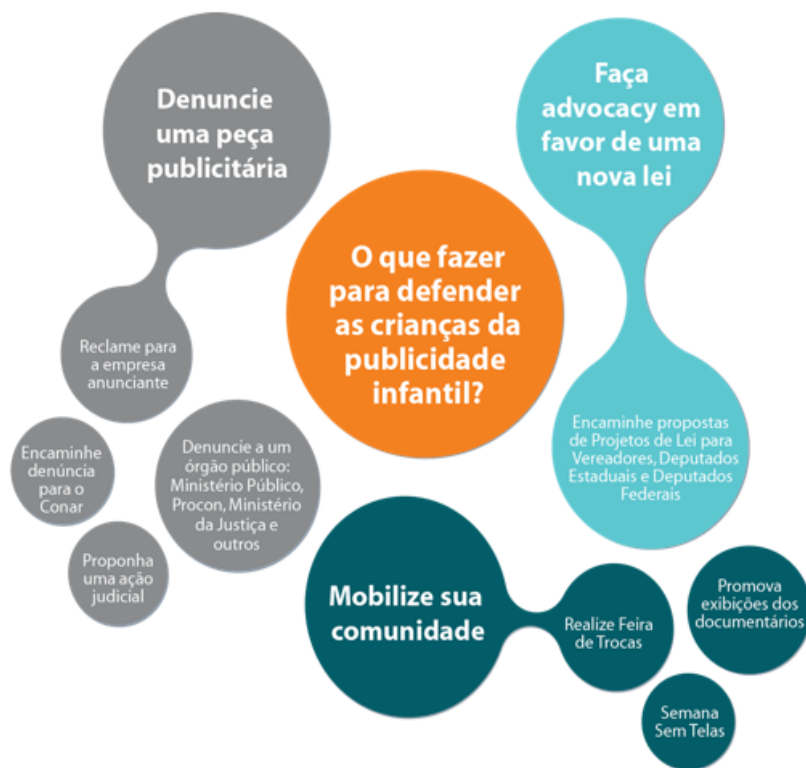 Denuncie
uma peça
publicitária
Reclame para
a empresa
anunciante
Encaminhe
denúncia
para o
Conar
Denuncie a um
órgão público:
Ministério Público,
Procon, Ministério
da Justiça e
outros
Proponha
uma ação
judicial
O que fazer
para defender
as crianças da
publicidade
infantil?
Faça
advocacy em
favor de uma
nova lei
Encaminhe propostas
de Projetos de Lei para
Vereadores, Deputados
Estaduais e Deputados
Federais
Mobilize sua
comunidade
Realize Feira
de Trocas
Promova
exibições dos
documentários
Semana
Sem Telas